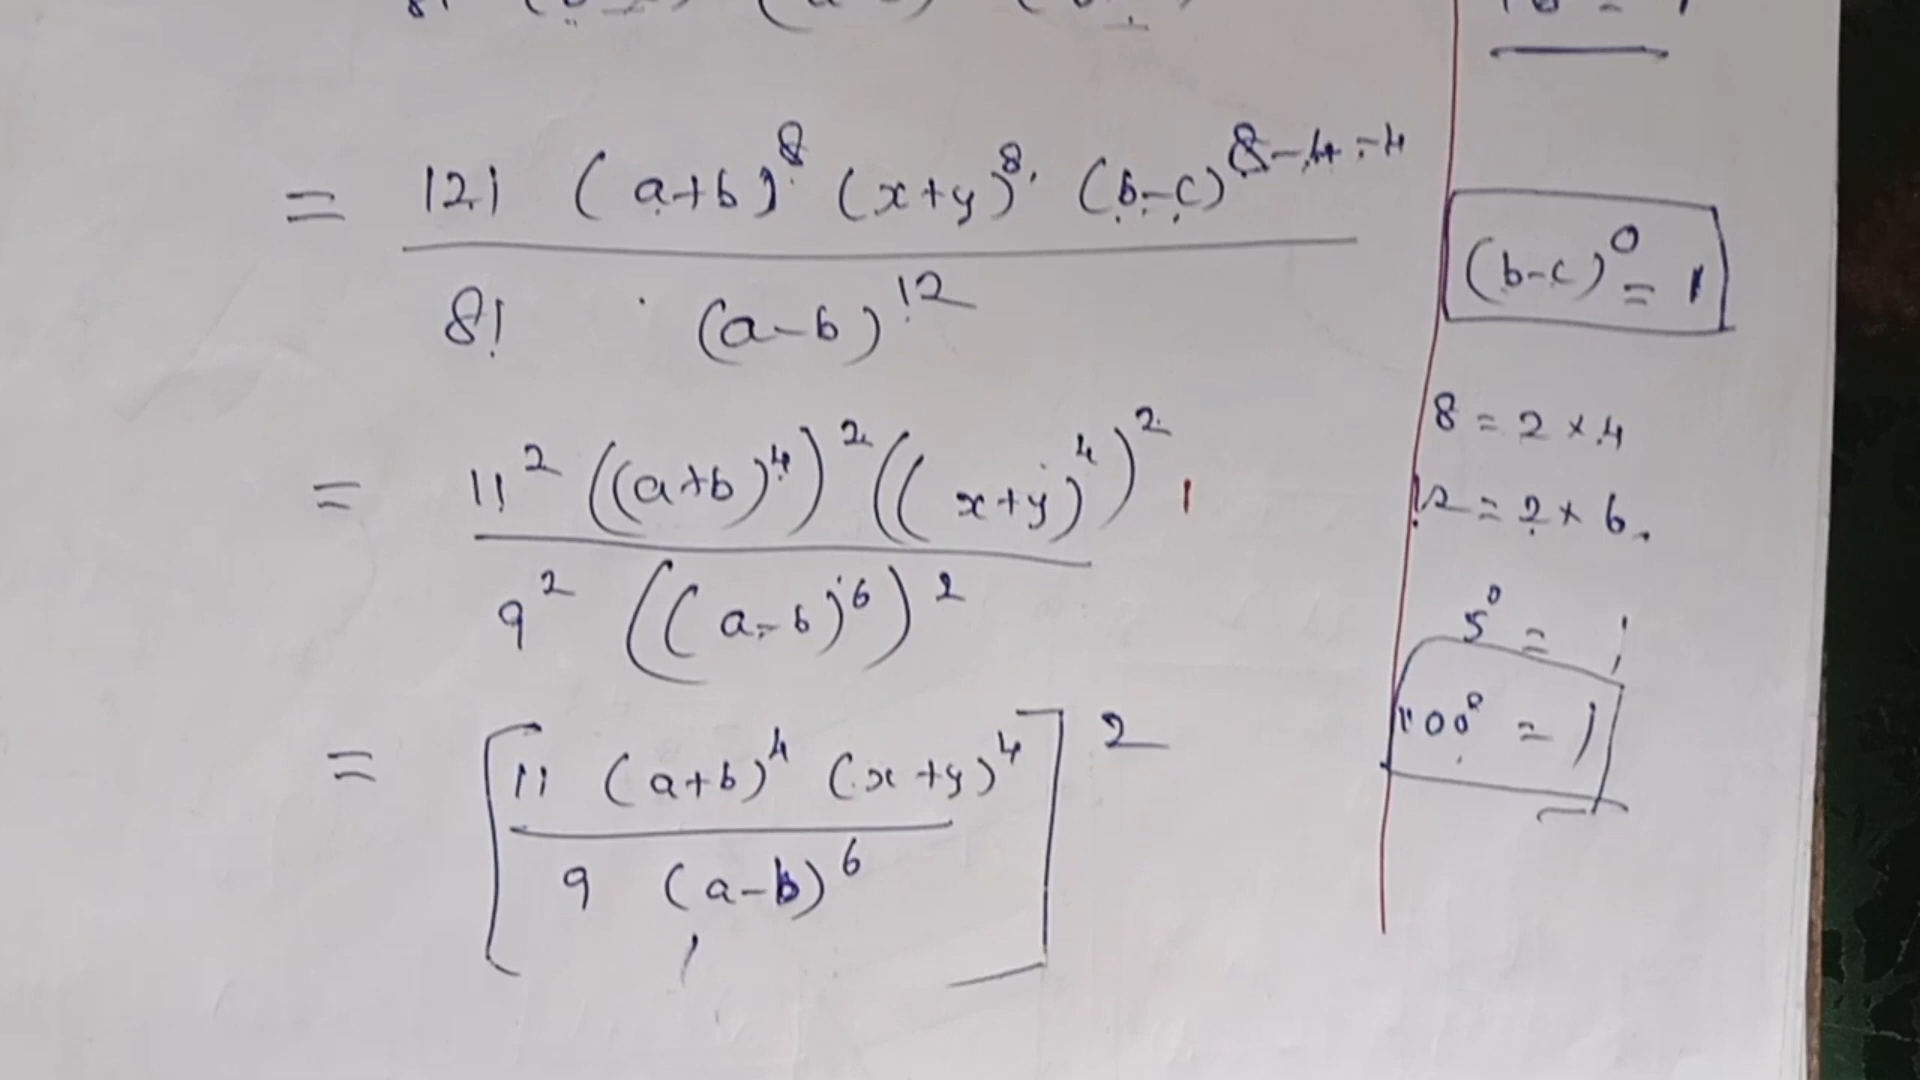 = 121 (a+b)^8 (x+y)^8 . (b-c)^8-4-4
8! . (a-b)^12
= 11^2 ((a+b)^4)^2 ((x+y)^4)^2 1
9^2 ((a-b)^6)^2
= [11 (a+b)^4 (x+y)^4]^2
9 (a-b)^6
(b-c)^0 = 1
8 = 2 × 4
12 = 2 × 6.
5^0 = 1
100^0 = 1